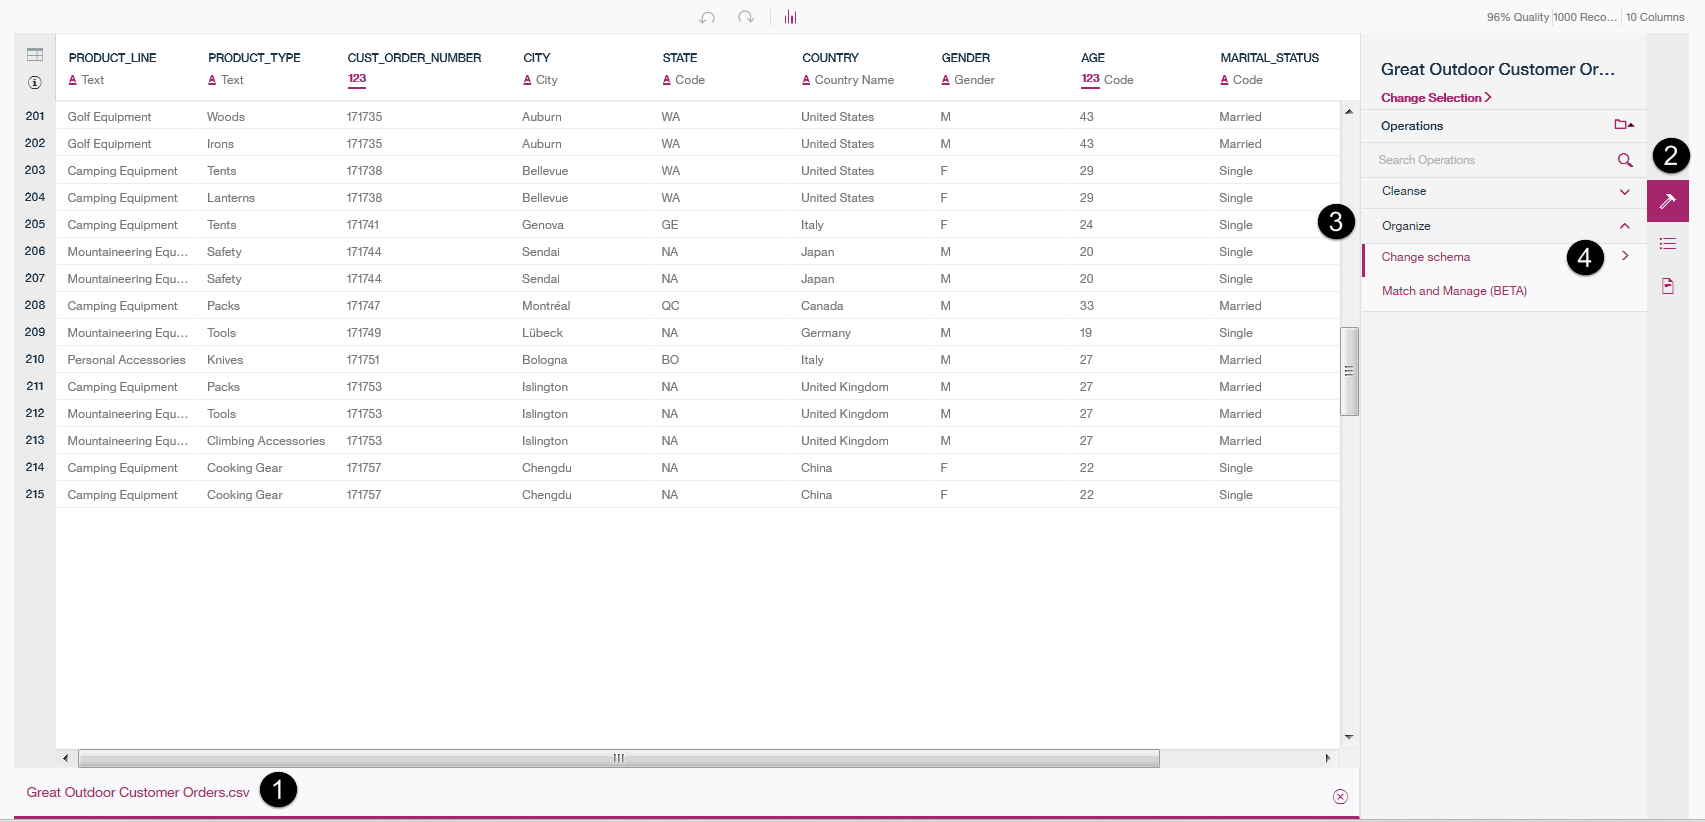 96% Quality 1000 Reco... 10 Columns
PRODUCT_LINE PRODUCT_TYPE CUST_ORDER_NUMBER CITY STATE COUNTRY GENDER AGE MARITAL_STATUS
A Text A Text 123 A City A Code A Country Name A Gender 123 Code A Code
201 Golf Equipment Woods 171735 Auburn WA United States M 43 Married
202 Golf Equipment Irons 171735 Auburn WA United States M 43 Married
203 Camping Equipment Tents 171738 Bellevue WA United States F 29 Single
204 Camping Equipment Lanterns 171738 Bellevue WA United States F 29 Single
205 Camping Equipment Tents 171741 Genova GE Italy F 24 Single
206 Mountaineering Equ... Safety 171744 Sendai NA Japan M 20 Single
207 Mountaineering Equ... Safety 171744 Sendai NA Japan M 20 Single
208 Camping Equipment Packs 171747 Montréal QC Canada M 33 Married
209 Mountaineering Equ... Tools 171749 Lübeck NA Germany M 19 Single
210 Personal Accessories Knives 171751 Bologna BO Italy M 27 Married
211 Camping Equipment Packs 171753 Islington NA United Kingdom M 27 Married
212 Mountaineering Equ... Tools 171753 Islington NA United Kingdom M 27 Married
213 Mountaineering Equ... Climbing Accessories 171753 Islington NA United Kingdom M 27 Married
214 Camping Equipment Cooking Gear 171757 Chengdu NA China F 22 Single
215 Camping Equipment Cooking Gear 171757 Chengdu NA China F 22 Single
Great Outdoor Customer Orders.csv 1
Great Outdoor Customer Or...
Change Selection
Operations
Search Operations
2
Cleanse
3
Organize
Change schema 4
Match and Manage (BETA)